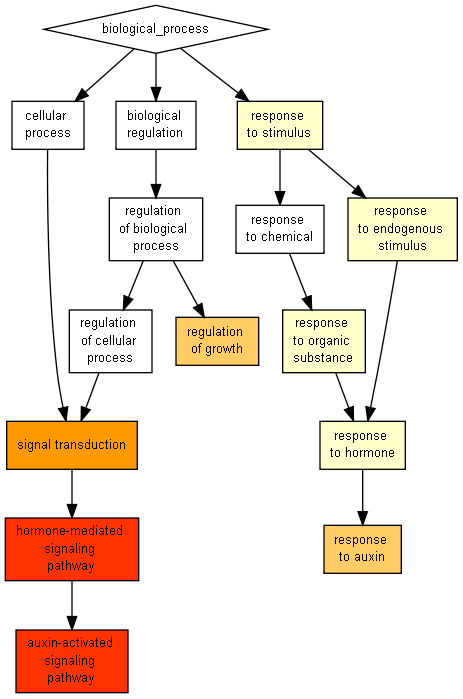 biological_process
cellular
process
biological
regulation
response
to stimulus
regulation
of biological
process
response
to chemical
response
to endogenous
stimulus
regulation
of cellular
process
regulation
of growth
response
to organic
substance
signal transduction
response
to hormone
hormone-mediated
signaling
pathway
response
to auxin
auxin-activated
signaling
pathway